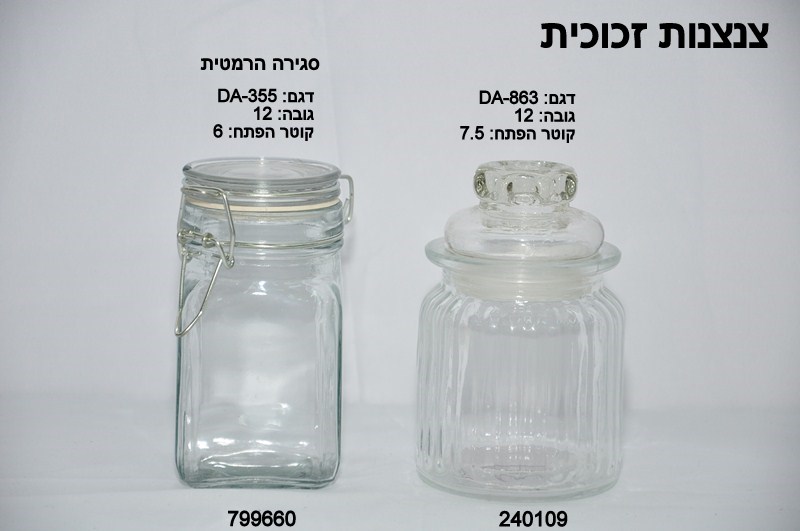 צנצנות זכוכית
סגירה הרמטית
דגם: DA-355
גובה: 12
קוטר הפתח: 6
דגם: DA-863
גובה: 12
קוטר הפתח: 7.5
799660
240109